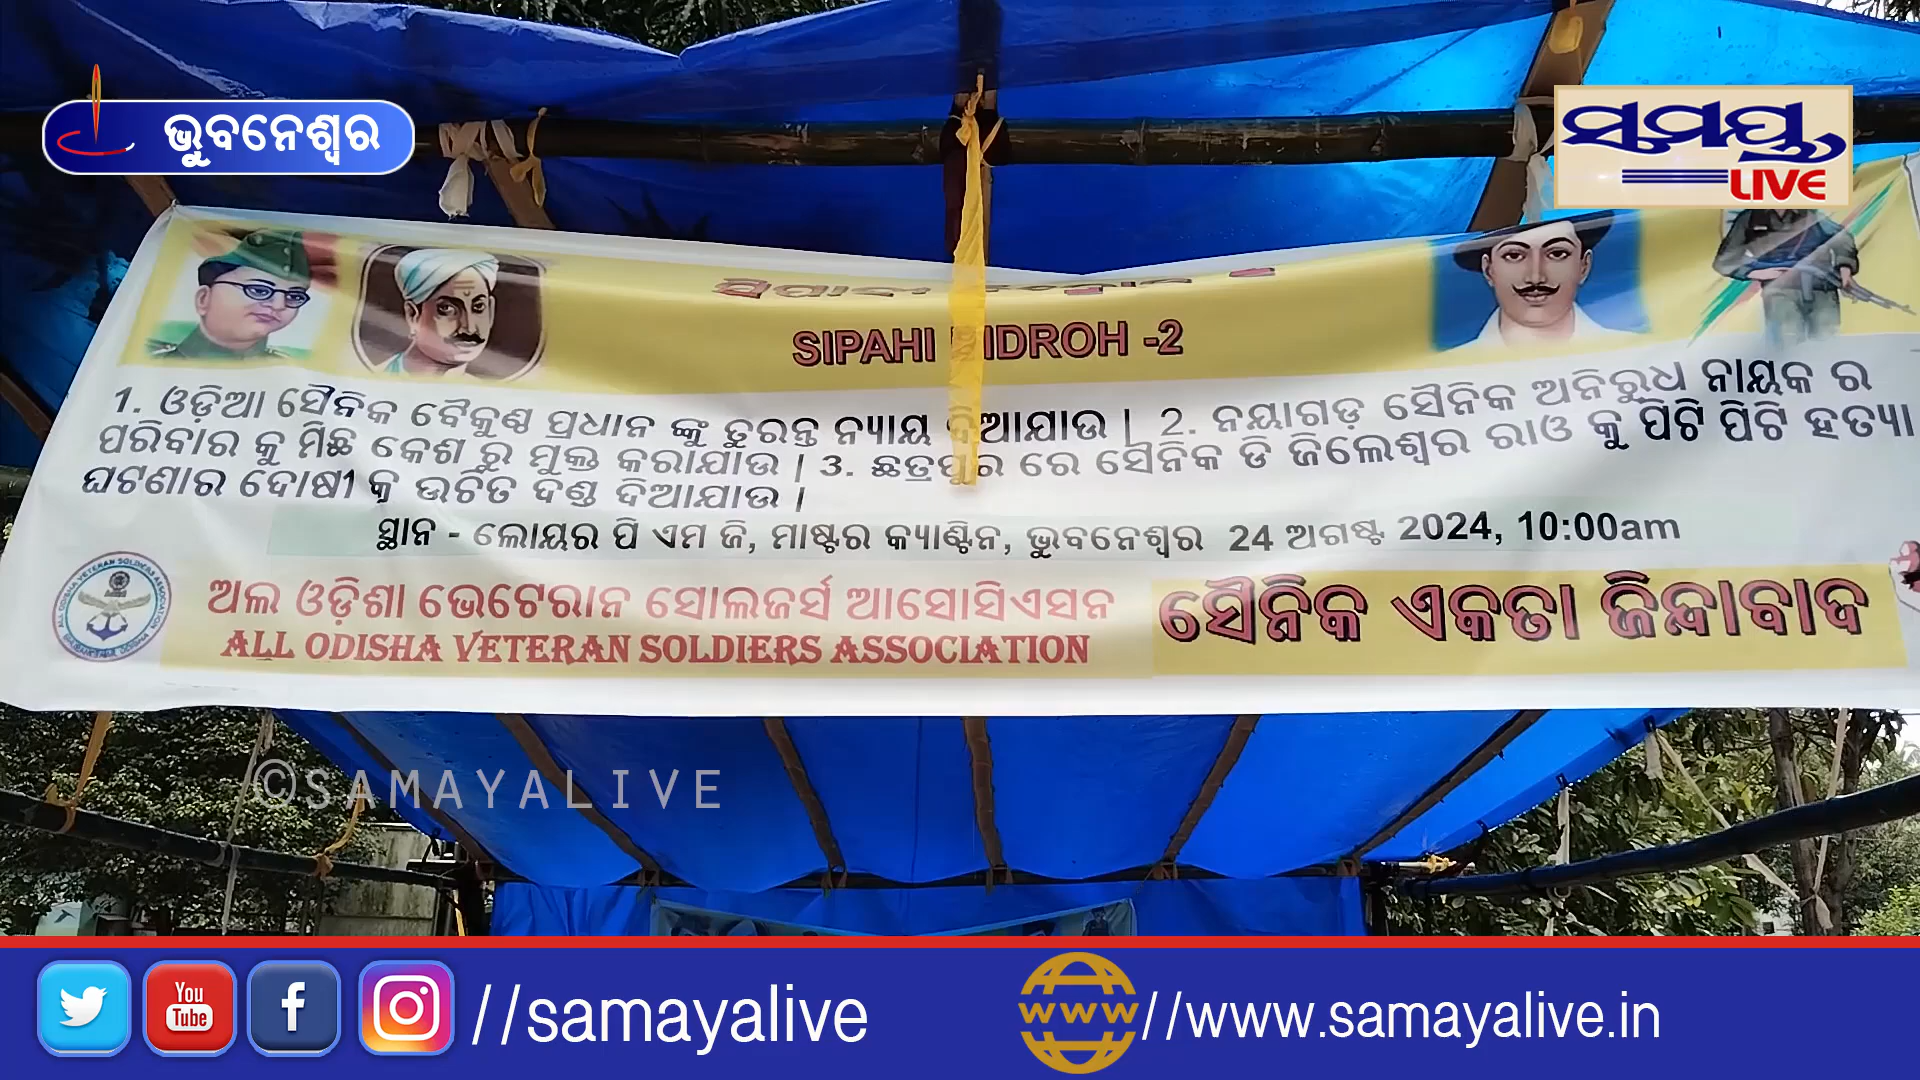 ଭୁବନେଶ୍ୱର
ସମୟ
LIVE
SIPAHI IDROH -2
1. ଓଡ଼ିଆ ସୈନିକ ବୈକୁଣ୍ଠ ପ୍ରଧାନ ଙ୍କୁ ତୁରନ୍ତ ନ୍ୟାୟ ଦିଆଯାଉ | 2. ନୟାଗଡ଼ ସୈନିକ ଅନିରୁଧ ନାୟକ ର
ପରିବାର କୁ ମିଛ କେଶ ରୁ ମୁକ୍ତ କରାଯାଉ | 3. ଛତ୍ରପୁର ରେ ସୈନିକ ଡି ଜିଲେଶ୍ୱର ରାଓ କୁ ପିଟି ପିଟି ହତ୍ୟା
ଘଟଣାର ଦୋଷୀ କୁ ଉଚିତ ଦଣ୍ଡ ଦିଆଯାଉ |
ସ୍ଥାନ - ଲୋୟର ପି ଏମ ଜି, ମାଷ୍ଟର କ୍ୟାଣ୍ଟିନ, ଭୁବନେଶ୍ୱର 24 ଅଗଷ୍ଟ 2024, 10:00am
ଅଲ ଓଡ଼ିଶା ଭେଟେରାନ ସୋଲଜର୍ସ ଆସୋସିଏସନ
ALL ODISHA VETERAN SOLDIERS ASSOCIATION
ସୈନିକ ଏକତା ଜିନ୍ଦାବାଦ
©SAMAYALIVE
You
Tube
//samayalive
www
//www.samayalive.in